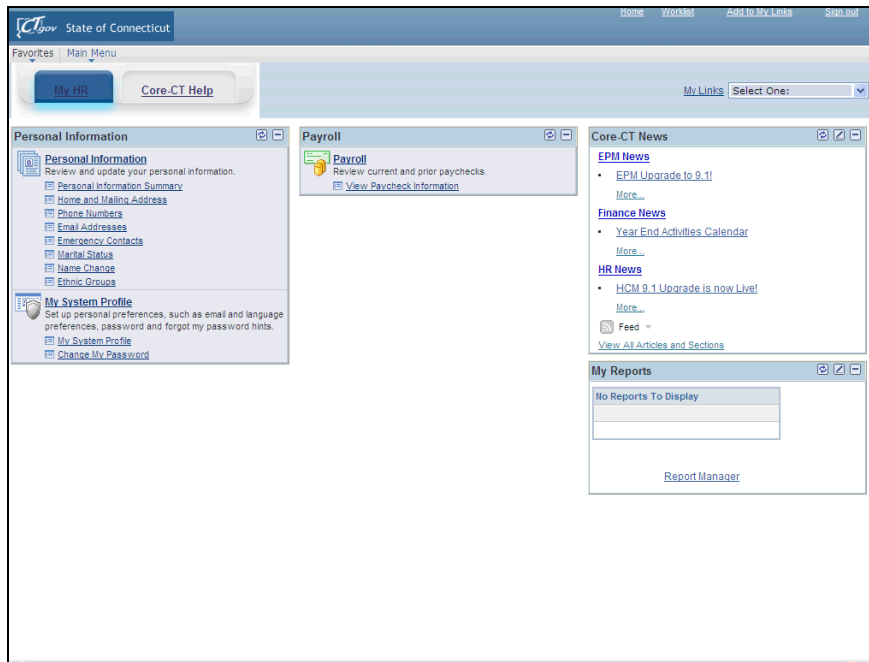 CT.gov State of Connecticut
Home Worklist Add to My Links Sign out
Favorites Main Menu
My HR Core-CT Help
My Links Select One:
Personal Information
Personal Information
Review and update your personal information.
Personal Information Summary
Home and Mailing Address
Phone Numbers
Email Addresses
Emergency Contacts
Marital Status
Name Change
Ethnic Groups
My System Profile
Set up personal preferences, such as email and language
preferences, password and forgot my password hints.
My System Profile
Change My Password
Payroll
Payroll
Review current and prior paychecks.
View Paycheck Information
Core-CT News
EPM News
EPM Upgrade to 9.1!
More...
Finance News
Year End Activities Calendar
More...
HR News
HCM 9.1 Upgrade is now Live!
More...
Feed
View All Articles and Sections
My Reports
No Reports To Display
Report Manager